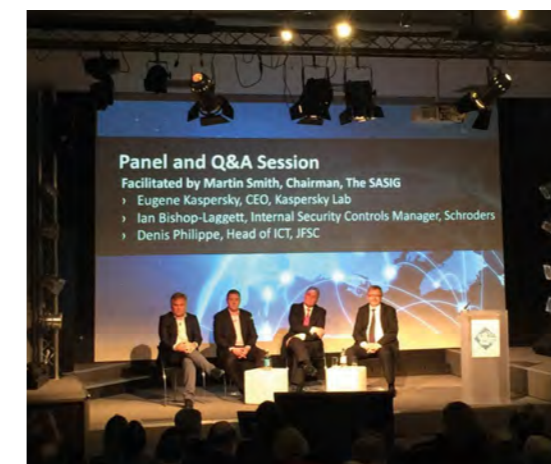 Panel and Q&A Session
Facilitated by Martin Smith, Chairman, The SASIG
› Eugene Kaspersky, CEO, Kaspersky Lab
› Ian Bishop-Laggett, Internal Security Controls Manager, Schroders
› Denis Philippe, Head of ICT, JFSC